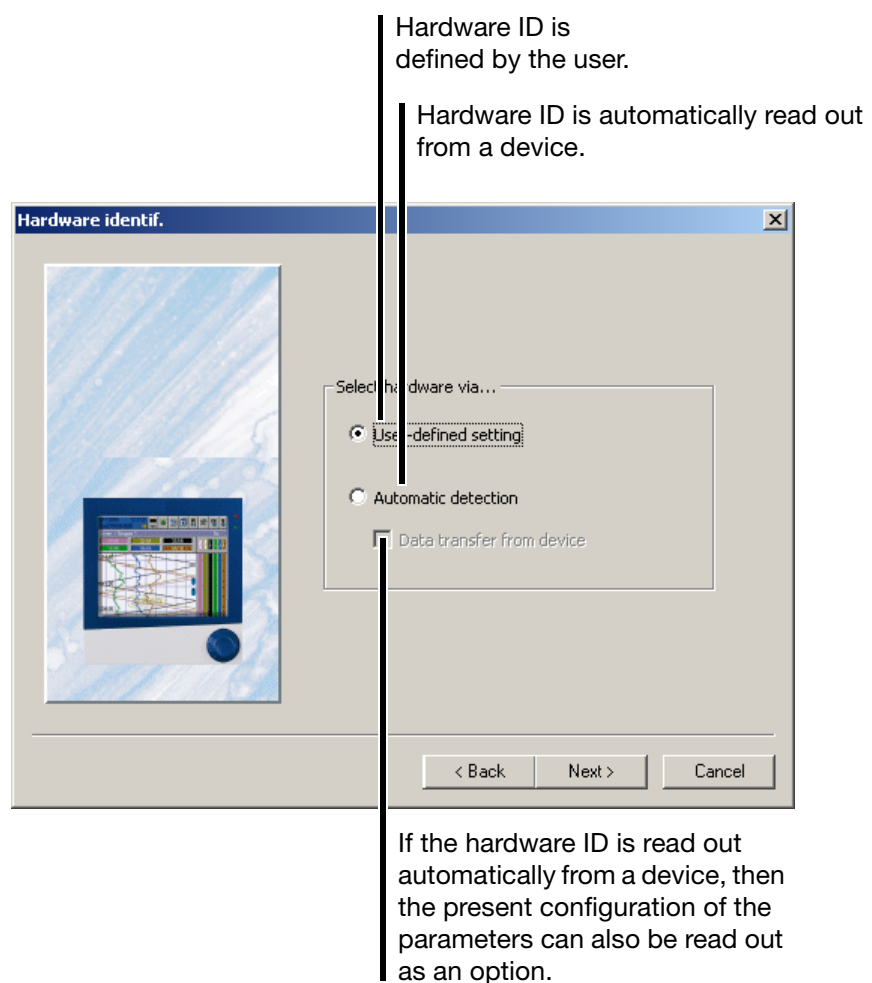 Hardware ID is
defined by the user.
Hardware ID is automatically read out
from a device.
Hardware identif.
Select hardware via...
User-defined setting
Automatic detection
Data transfer from device
< Back
Next >
Cancel
If the hardware ID is read out
automatically from a device, then
the present configuration of the
parameters can also be read out
as an option.